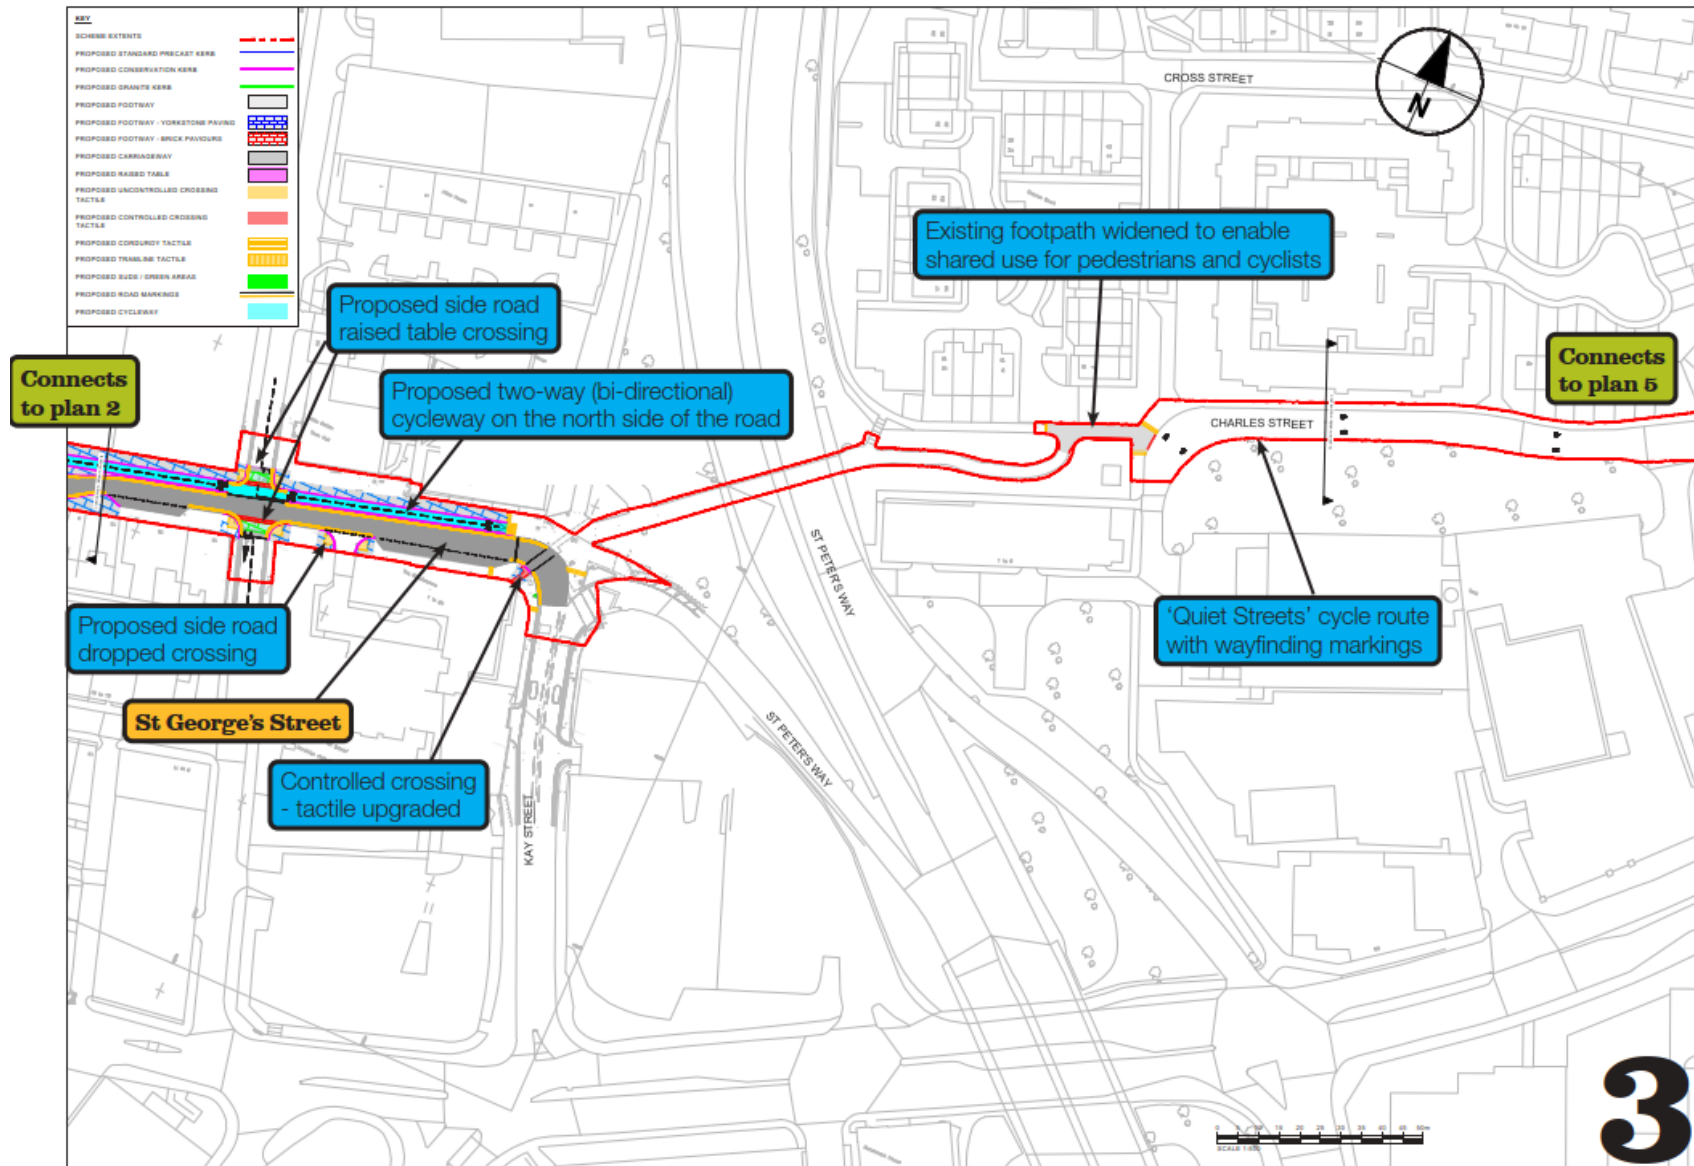 KEY
SCHEME EXTENTS
PROPOSED STANDARD PRECAST KERB
PROPOSED CONSERVATION KERB
PROPOSED GRANITE KERB
PROPOSED FOOTWAY
PROPOSED FOOTWAY - YORKSTONE PAVING
PROPOSED FOOTWAY - BRICK PAVIOURS
PROPOSED CARRIAGEWAY
PROPOSED RAISED TABLE
PROPOSED UNCONTROLLED CROSSING
TACTILE
PROPOSED CONTROLLED CROSSING
TACTILE
PROPOSED CORDUROY TACTILE
PROPOSED TRAMLINE TACTILE
PROPOSED SUDS / GREEN AREAS
PROPOSED ROAD MARKINGS
PROPOSED CYCLEWAY
CROSS STREET
N
Existing footpath widened to enable
shared use for pedestrians and cyclists
Proposed side road
raised table crossing
Connects
to plan 2
Proposed two-way (bi-directional)
cycleway on the north side of the road
Connects
to plan 5
CHARLES STREET
ST PETER'S WAY
Proposed side road
dropped crossing
'Quiet Streets' cycle route
with wayfinding markings
St George's Street
ST PETER'S WAY
Controlled crossing
- tactile upgraded
KAY STREET
3